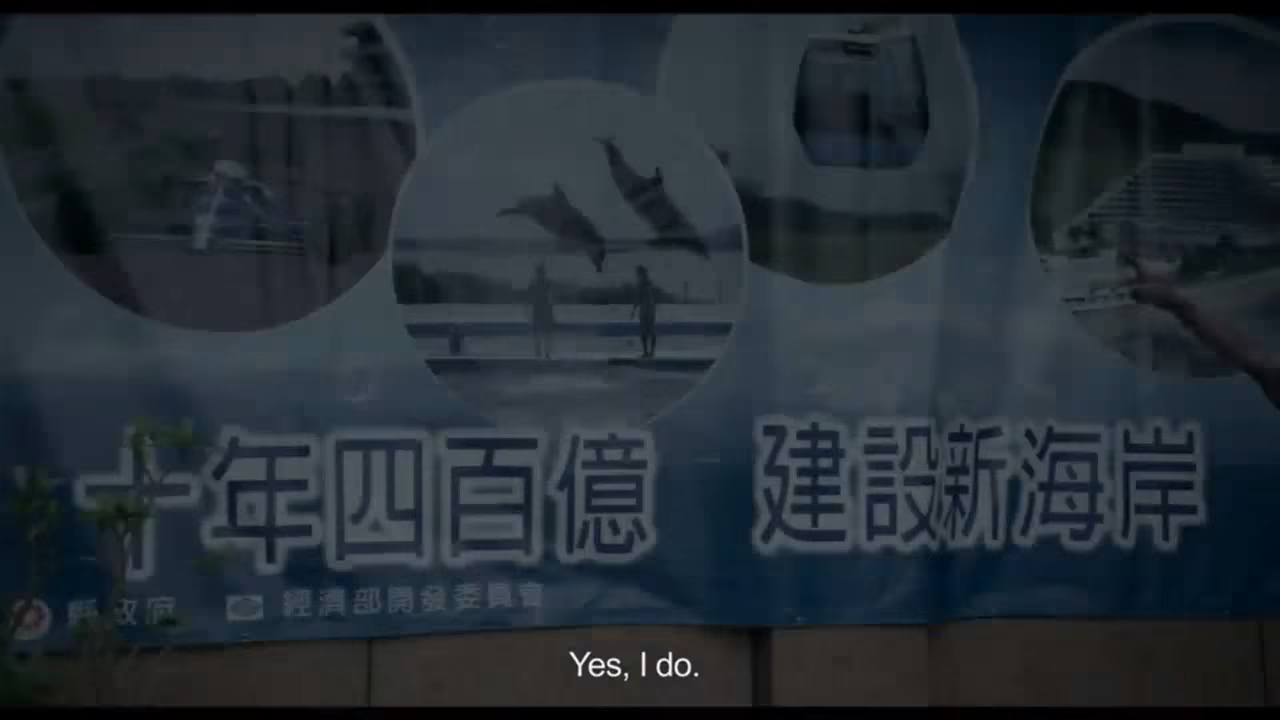 十年四百億 建設新海岸
縣政府 經濟部開發委員會
Yes, I do.